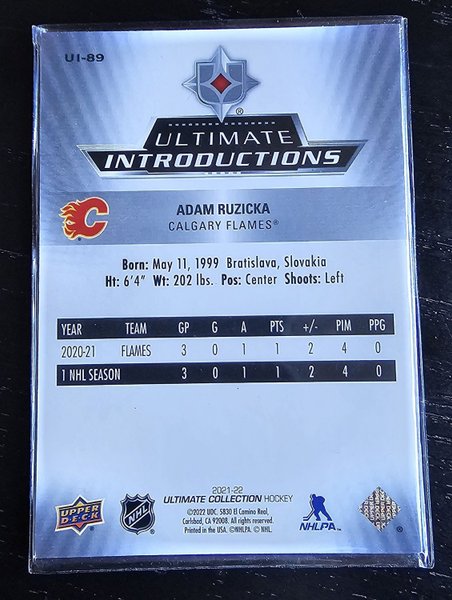 UI-89
®
ULTIMATE
INTRODUCTIONS
ADAM RUZICKA
CALGARY FLAMES®
Born: May 11, 1999 Bratislava, Slovakia
Ht: 6'4" Wt: 202 lbs. Pos: Center Shoots: Left
YEAR TEAM GP G A PTS +/- PIM PPG
2020-21 FLAMES 3 0 1 1 2 4 0
1 NHL SEASON 3 0 1 1 2 4 0
2021-22
ULTIMATE COLLECTION HOCKEY
©2022 UDC. 5830 El Camino Real,
Carlsbad, CA 92008. All rights reserved.
Printed in the USA. ©NHLPA. © NHL.
UPPER
DECK
NHL
NHLPA
®